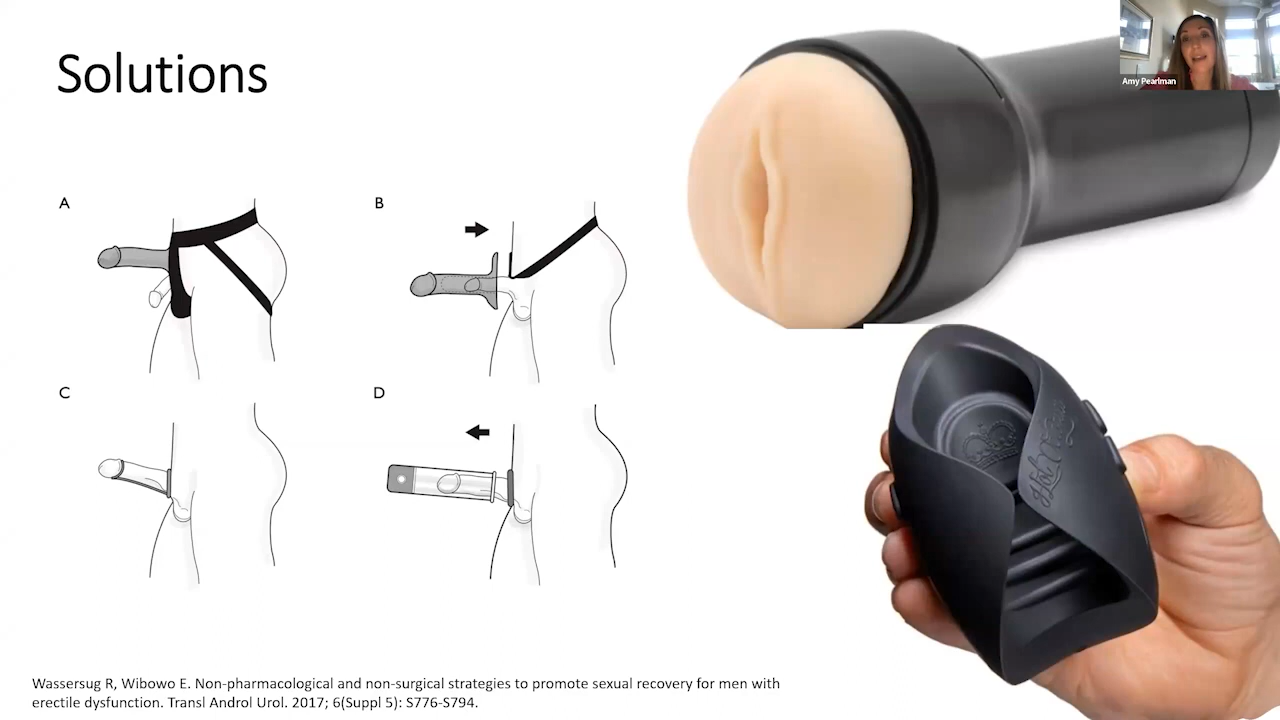 Solutions
Amy Pearlman
A
B
C
D
Wassersug R, Wibowo E. Non-pharmacological and non-surgical strategies to promote sexual recovery for men with
erectile dysfunction. Transl Androl Urol. 2017; 6(Suppl 5): S776-S794.